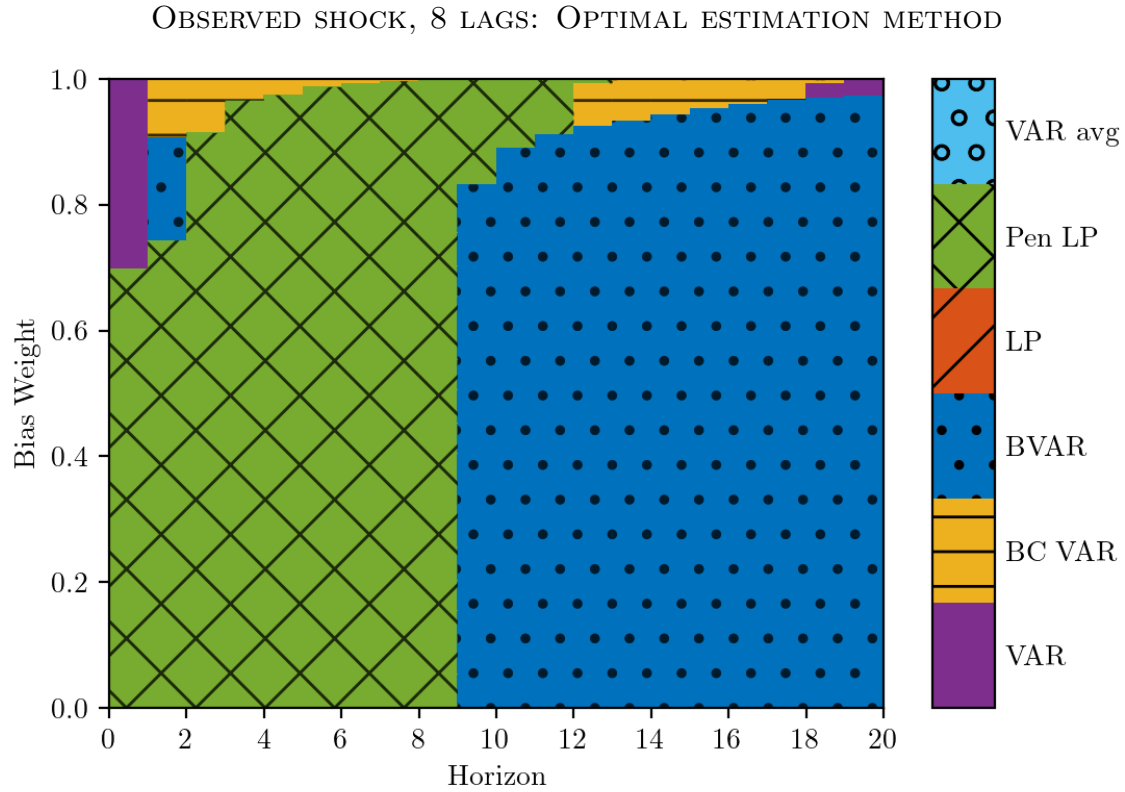 OBSERVED SHOCK, 8 LAGS: OPTIMAL ESTIMATION METHOD
1.0
0.8
0.6
0.4
0.2
0.0
Bias Weight
0 2 4 6 8 10 12 14 16 18 20
Horizon
VAR avg
Pen LP
LP
BVAR
BC VAR
VAR